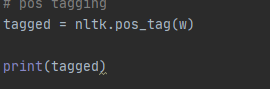 # pos tagging
tagged = nltk.pos_tag(w)
print(tagged)